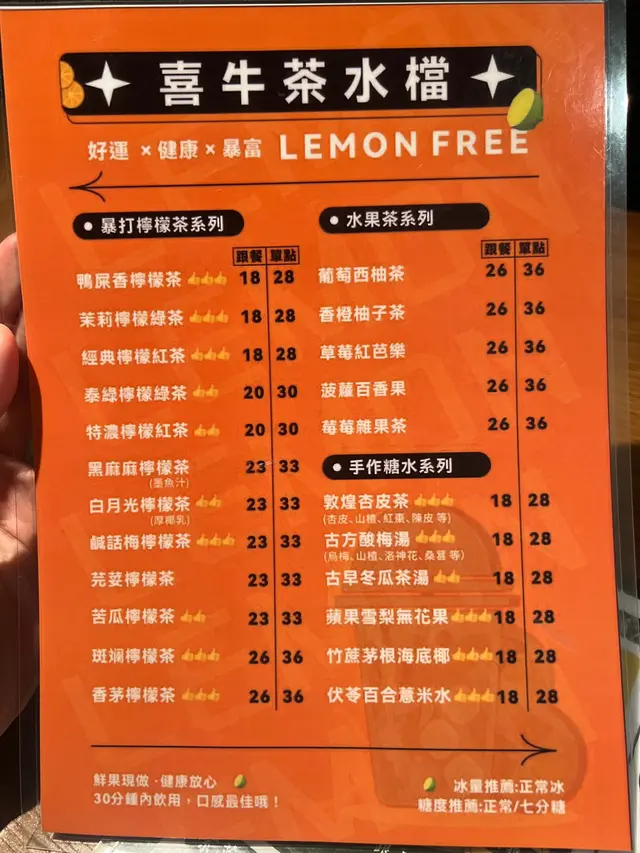 喜牛茶水檔
好運 × 健康 × 暴富 LEMON FREE
• 暴打檸檬茶系列
跟餐 單點
鴨屎香檸檬茶 👍👍👍 18 28
茉莉檸檬綠茶 👍👍👍 18 28
經典檸檬紅茶 👍👍👍 18 28
泰綠檸檬綠茶 👍👍 20 30
特濃檸檬紅茶 👍👍 20 30
黑麻麻檸檬茶 23 33
(墨魚汁)
白月光檸檬茶 👍👍 23 33
(厚椰乳)
鹹話梅檸檬茶 👍👍👍 23 33
芫荽檸檬茶 23 33
苦瓜檸檬茶 👍👍 23 33
斑斕檸檬茶 👍👍👍 26 36
香茅檸檬茶 👍👍👍 26 36
• 水果茶系列
跟餐 單點
葡萄西柚茶 26 36
香橙柚子茶 26 36
草莓紅芭樂 26 36
菠蘿百香果 26 36
莓莓雜果茶 26 36
• 手作糖水系列
敦煌杏皮茶 👍👍👍 18 28
(杏皮、山楂、紅棗、陳皮 等)
古方酸梅湯 👍👍👍 18 28
(烏梅、山楂、洛神花、桑葚 等)
古早冬瓜茶湯 👍👍 18 28
蘋果雪梨無花果 👍👍👍 18 28
竹蔗茅根海底椰 👍👍👍 18 28
伏苓百合薏米水 👍👍👍 18 28
鮮果現做 · 健康放心
30分鍾內飲用，口感最佳哦！
冰量推薦:正常冰
糖度推薦:正常/七分糖